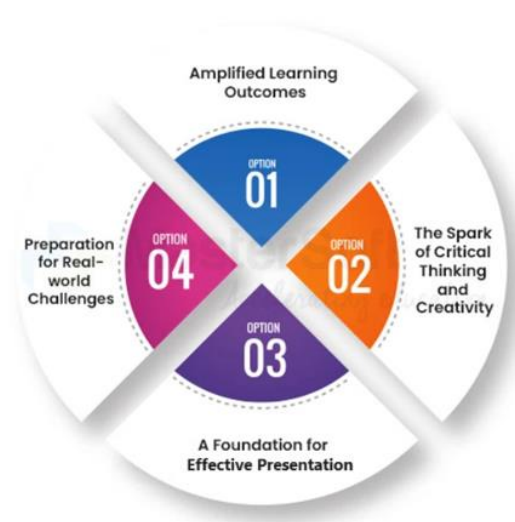 Amplified Learning
Outcomes
OPTION
01
OPTION
02
The Spark
of Critical
Thinking
and
Creativity
OPTION
03
A Foundation for
Effective Presentation
OPTION
04
Preparation
for Real-
world
Challenges